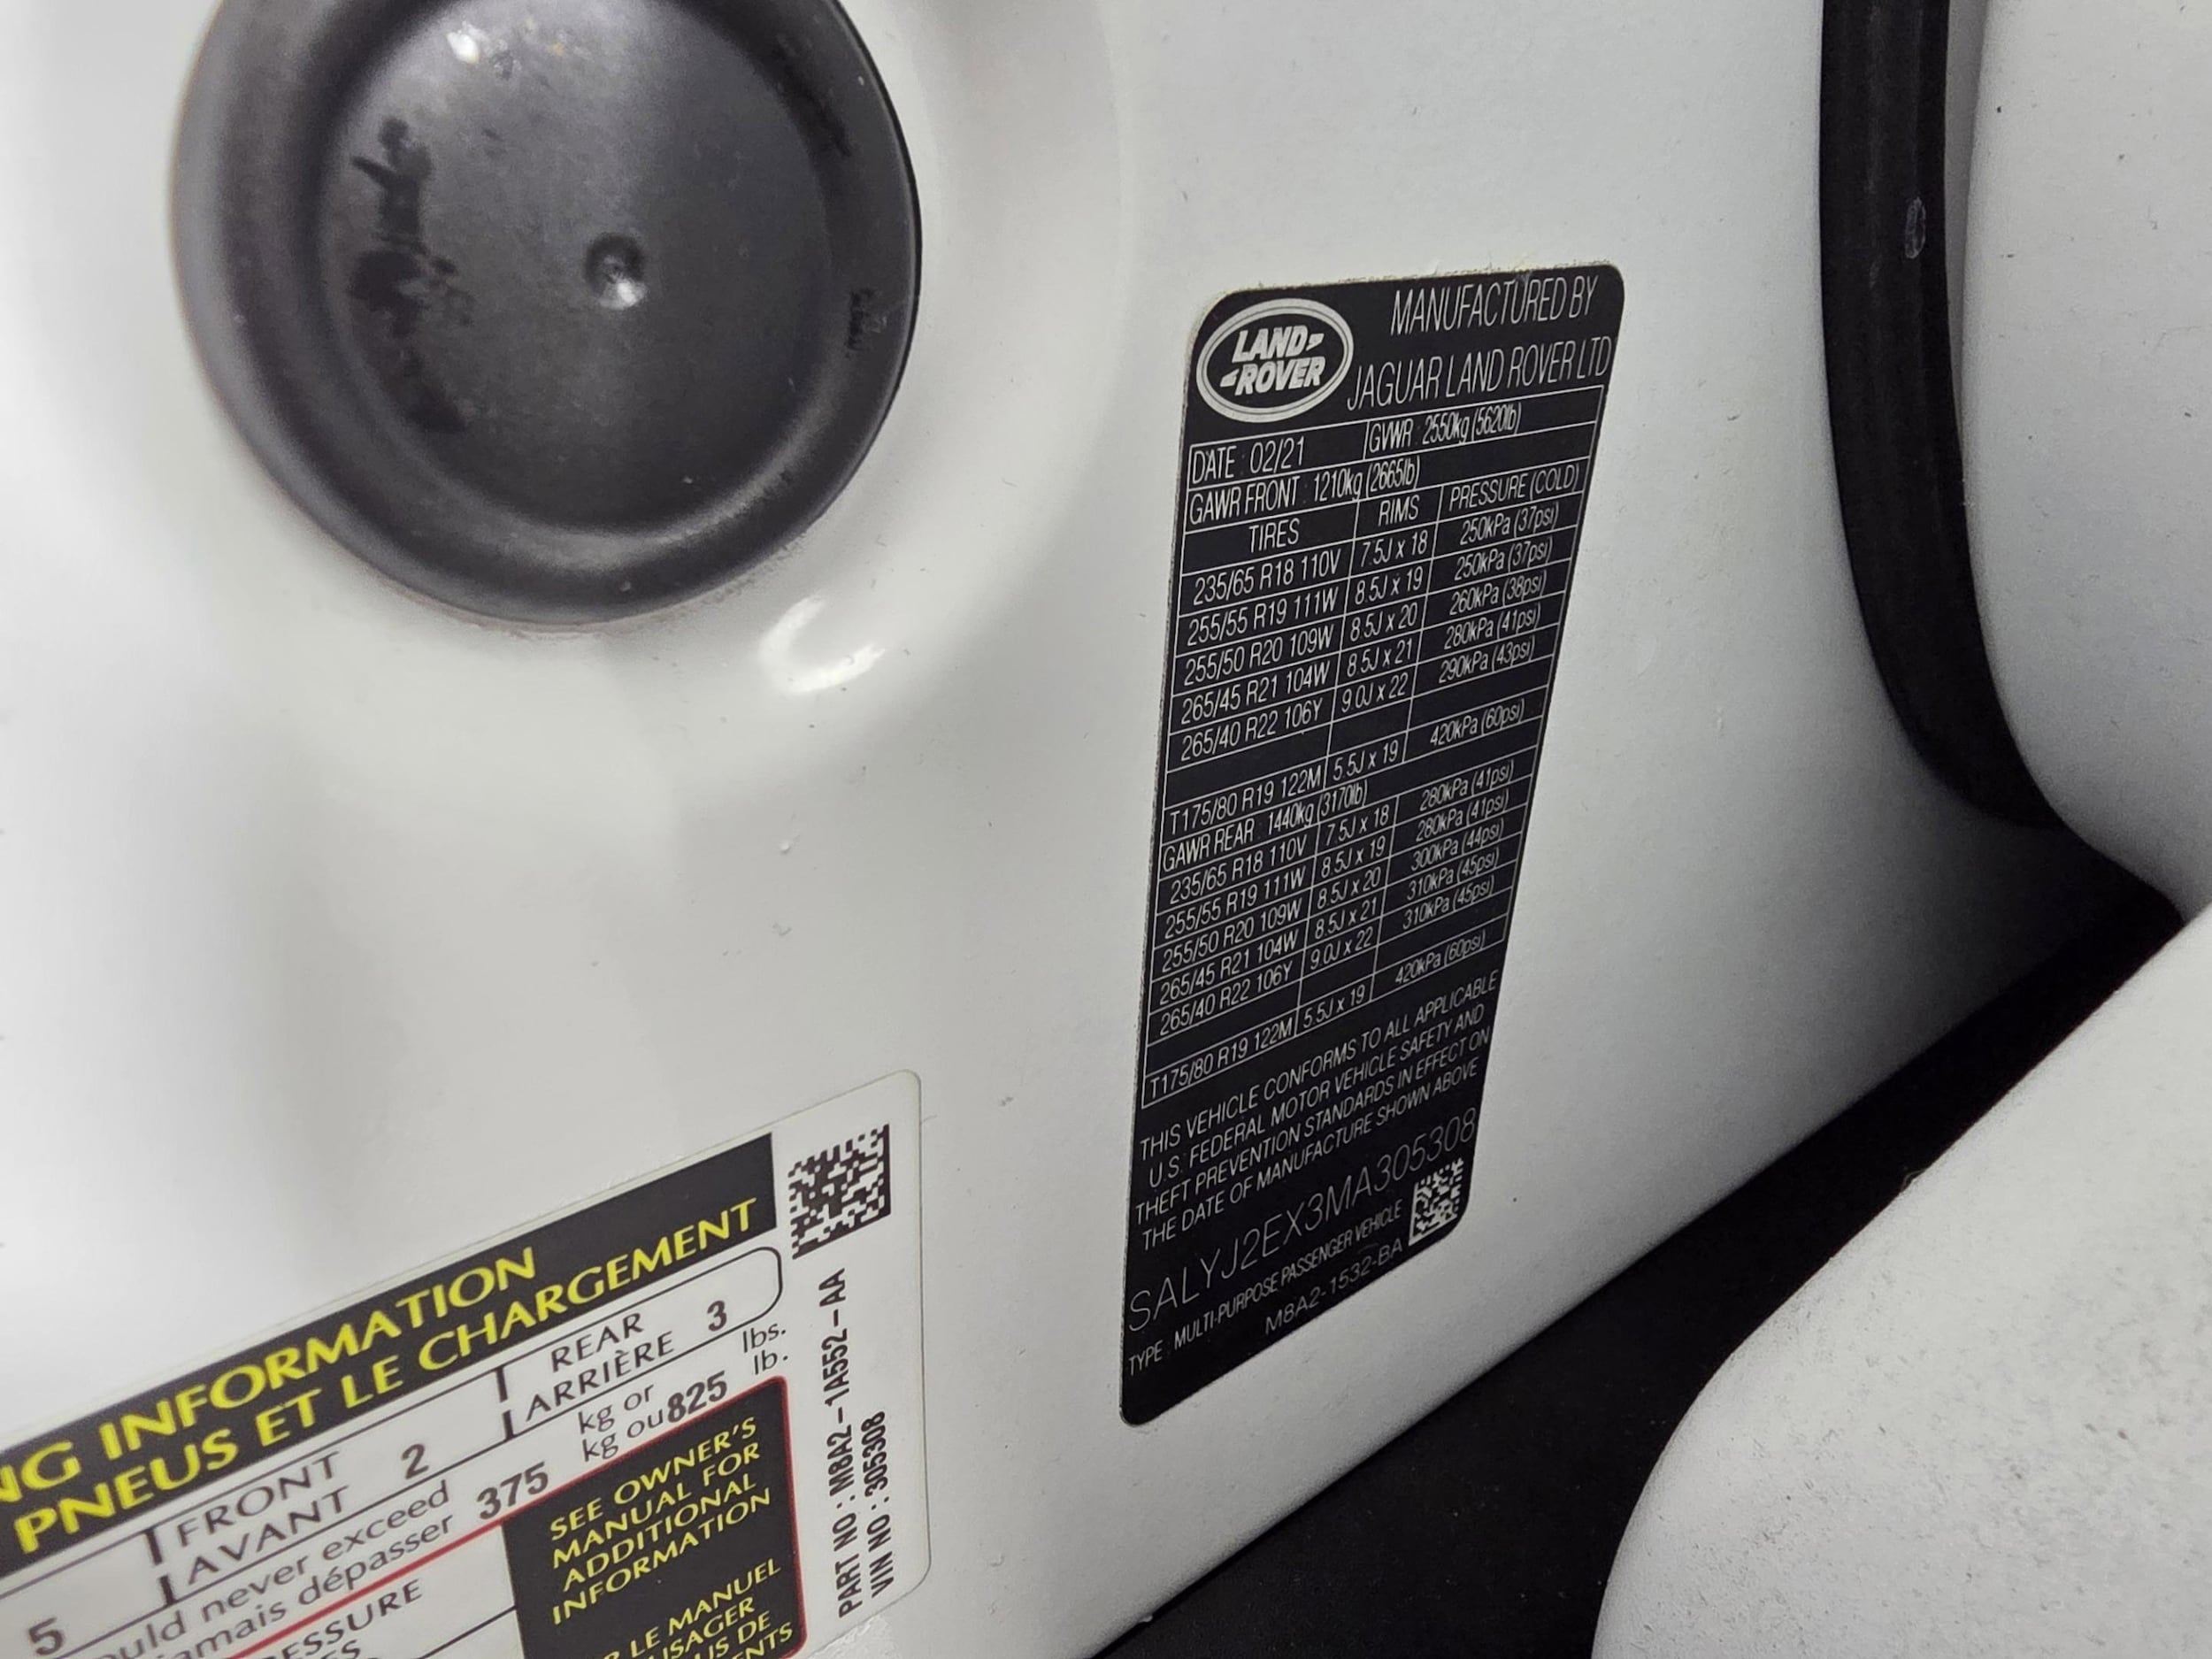 LAND-
-ROVER
MANUFACTURED BY
JAGUAR LAND ROVER LTD
DATE : 02/21 GVWR : 2550kg (5620lb)
GAWR FRONT : 1210kg (2665lb)
TIRES RIMS PRESSURE (COLD)
235/65 R18 110V 7.5J x 18 250kPa (37psi)
255/55 R19 111W 8.5J x 19 250kPa (37psi)
255/50 R20 109W 8.5J x 20 260kPa (38psi)
265/45 R21 104W 8.5J x 21 280kPa (41psi)
265/40 R22 106Y 9.0J x 22 290kPa (43psi)
T175/80 R19 122M 5.5J x 19 420kPa (60psi)
GAWR REAR : 1440kg (3170lb)
235/65 R18 110V 7.5J x 18 280kPa (41psi)
255/55 R19 111W 8.5J x 19 280kPa (41psi)
255/50 R20 109W 8.5J x 20 300kPa (44psi)
265/45 R21 104W 8.5J x 21 310kPa (45psi)
265/40 R22 106Y 9.0J x 22 310kPa (45psi)
T175/80 R19 122M 5.5J x 19 420kPa (60psi)
THIS VEHICLE CONFORMS TO ALL APPLICABLE
U.S. FEDERAL MOTOR VEHICLE SAFETY AND
THEFT PREVENTION STANDARDS IN EFFECT ON
THE DATE OF MANUFACTURE SHOWN ABOVE
SALYJ2EX3MA305308
TYPE : MULTI-PURPOSE PASSENGER VEHICLE
M8A2-1532-BA
NG INFORMATION
PNEUS ET LE CHARGEMENT
FRONT REAR
AVANT 2 ARRIÈRE 3
5
ould never exceed 375 kg or 825 lbs.
jamais dépasser kg ou lb.
ESSURE
ES
SEE OWNER'S
MANUAL FOR
ADDITIONAL
INFORMATION
R LE MANUEL
USAGER
US DE
ENTS
PART NO : M8A2-1A552-AA
VIN NO : 305308